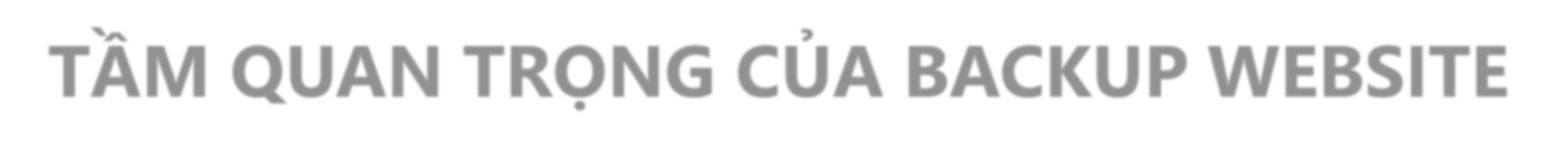 TẦM QUAN TRỌNG CỦA BACKUP WEBSITE